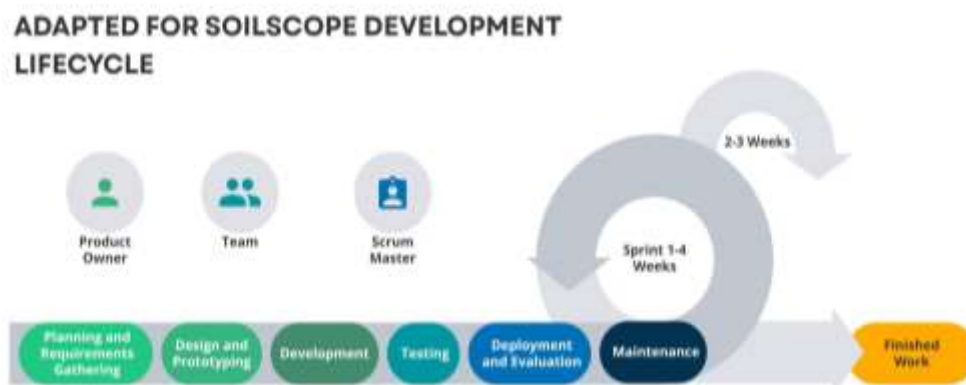 ADAPTED FOR SOILSCOPE DEVELOPMENT
LIFECYCLE
2-3 Weeks
Product
Owner
Team
Scrum
Master
Sprint 1-4
Weeks
Planning and
Requirements
Gathering
Design and
Prototyping
Development
Testing
Deployment
and Evaluation
Maintenance
Finished
Work